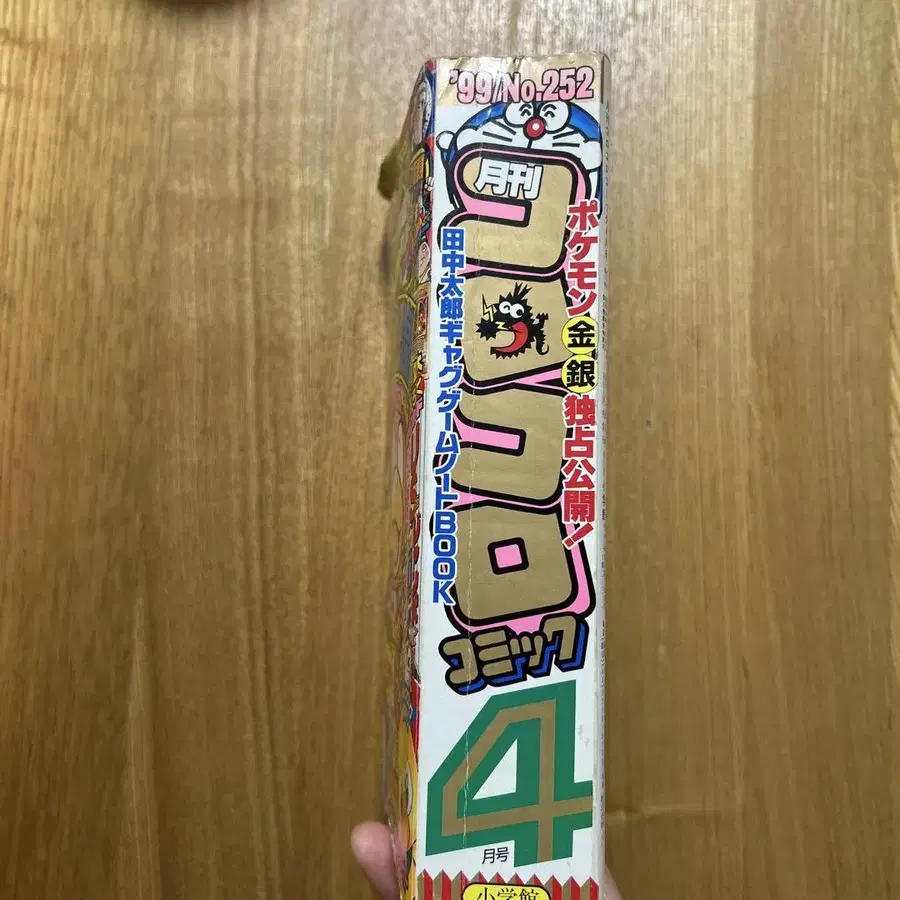 '99/No.252
月刊
コロコロ
コミック
ポケモン金銀独占公開!
田中太郎ギャグゲームノートBOOK
4
月号
小学館